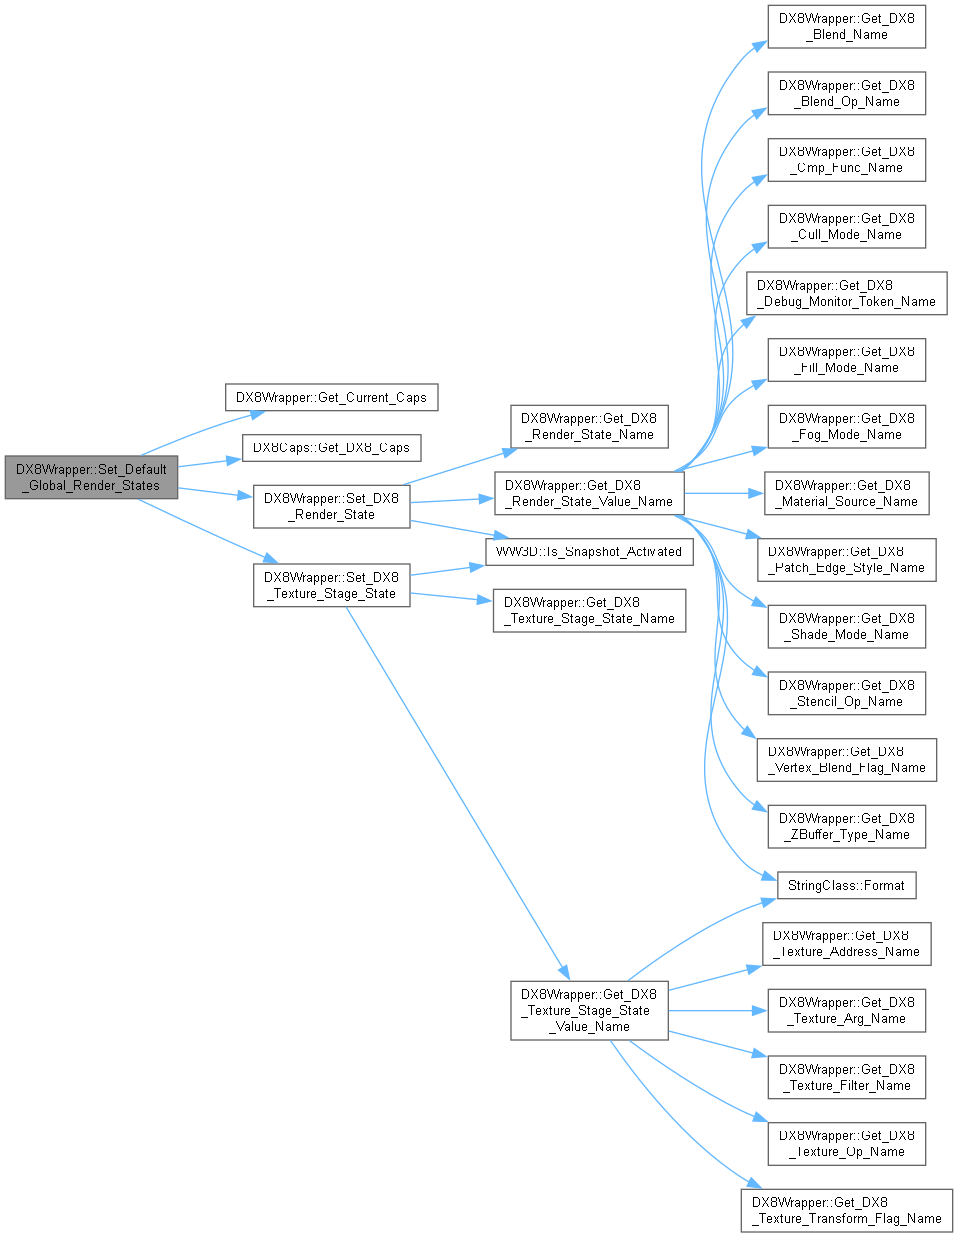 DX8Wrapper::Get_DX8
_Blend_Name
DX8Wrapper::Get_DX8
_Blend_Op_Name
DX8Wrapper::Get_DX8
_Cmp_Func_Name
DX8Wrapper::Get_DX8
_Cull_Mode_Name
DX8Wrapper::Get_DX8
_Debug_Monitor_Token_Name
DX8Wrapper::Get_DX8
_Fill_Mode_Name
DX8Wrapper::Get_Current_Caps
DX8Wrapper::Get_DX8
_Render_State_Name
DX8Wrapper::Get_DX8
_Fog_Mode_Name
DX8Caps::Get_DX8_Caps
DX8Wrapper::Set_Default
_Global_Render_States
DX8Wrapper::Set_DX8
_Render_State
DX8Wrapper::Get_DX8
_Render_State_Value_Name
DX8Wrapper::Get_DX8
_Material_Source_Name
WW3D::Is_Snapshot_Activated
DX8Wrapper::Get_DX8
_Patch_Edge_Style_Name
DX8Wrapper::Set_DX8
_Texture_Stage_State
DX8Wrapper::Get_DX8
_Texture_Stage_State_Name
DX8Wrapper::Get_DX8
_Shade_Mode_Name
DX8Wrapper::Get_DX8
_Stencil_Op_Name
DX8Wrapper::Get_DX8
_Vertex_Blend_Flag_Name
DX8Wrapper::Get_DX8
_ZBuffer_Type_Name
StringClass::Format
DX8Wrapper::Get_DX8
_Texture_Address_Name
DX8Wrapper::Get_DX8
_Texture_Stage_State
_Value_Name
DX8Wrapper::Get_DX8
_Texture_Arg_Name
DX8Wrapper::Get_DX8
_Texture_Filter_Name
DX8Wrapper::Get_DX8
_Texture_Op_Name
DX8Wrapper::Get_DX8
_Texture_Transform_Flag_Name